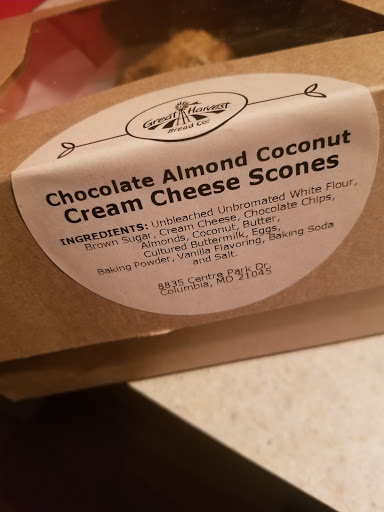 Great Harvest
Bread Co.
Chocolate Almond Coconut
Cream Cheese Scones
INGREDIENTS: Unbleached Unbromated White Flour,
Brown Sugar, Cream Cheese, Chocolate Chips,
Almonds, Coconut, Butter,
Cultured Buttermilk, Eggs,
Baking Powder, Vanilla Flavoring, Baking Soda
and Salt.
8835 Centre Park Dr.
Columbia, MD 21045